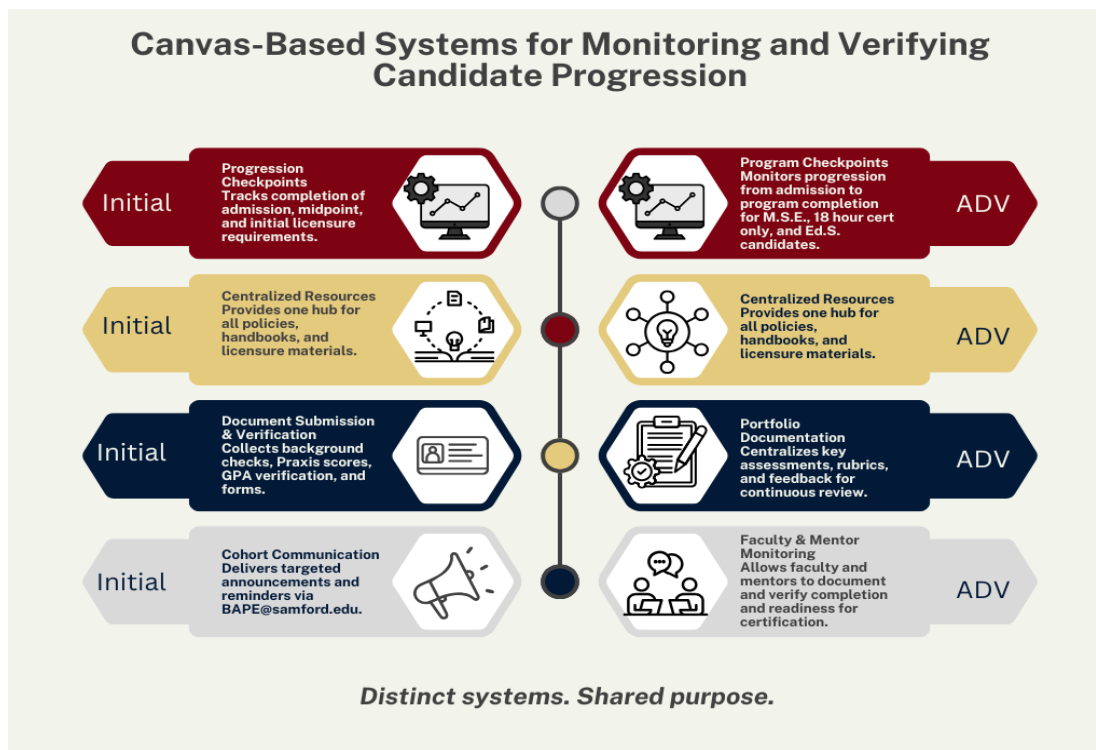 Canvas-Based Systems for Monitoring and Verifying
Candidate Progression
Initial
Progression
Checkpoints
Tracks completion of
admission, midpoint,
and initial licensure
requirements.
Program Checkpoints
Monitors progression
from admission to
program completion
for M.S.E., 18 hour cert
only, and Ed.S.
candidates.
ADV
Initial
Centralized Resources
Provides one hub for
all policies,
handbooks, and
licensure materials.
Centralized Resources
Provides one hub for
all policies,
handbooks, and
licensure materials.
ADV
Initial
Document Submission
& Verification
Collects background
checks, Praxis scores,
GPA verification, and
forms.
Portfolio
Documentation
Centralizes key
assessments, rubrics,
and feedback for
continuous review.
ADV
Initial
Cohort Communication
Delivers targeted
announcements and
reminders via
BAPE@samford.edu.
Faculty & Mentor
Monitoring
Allows faculty and
mentors to document
and verify completion
and readiness for
certification.
ADV
Distinct systems. Shared purpose.